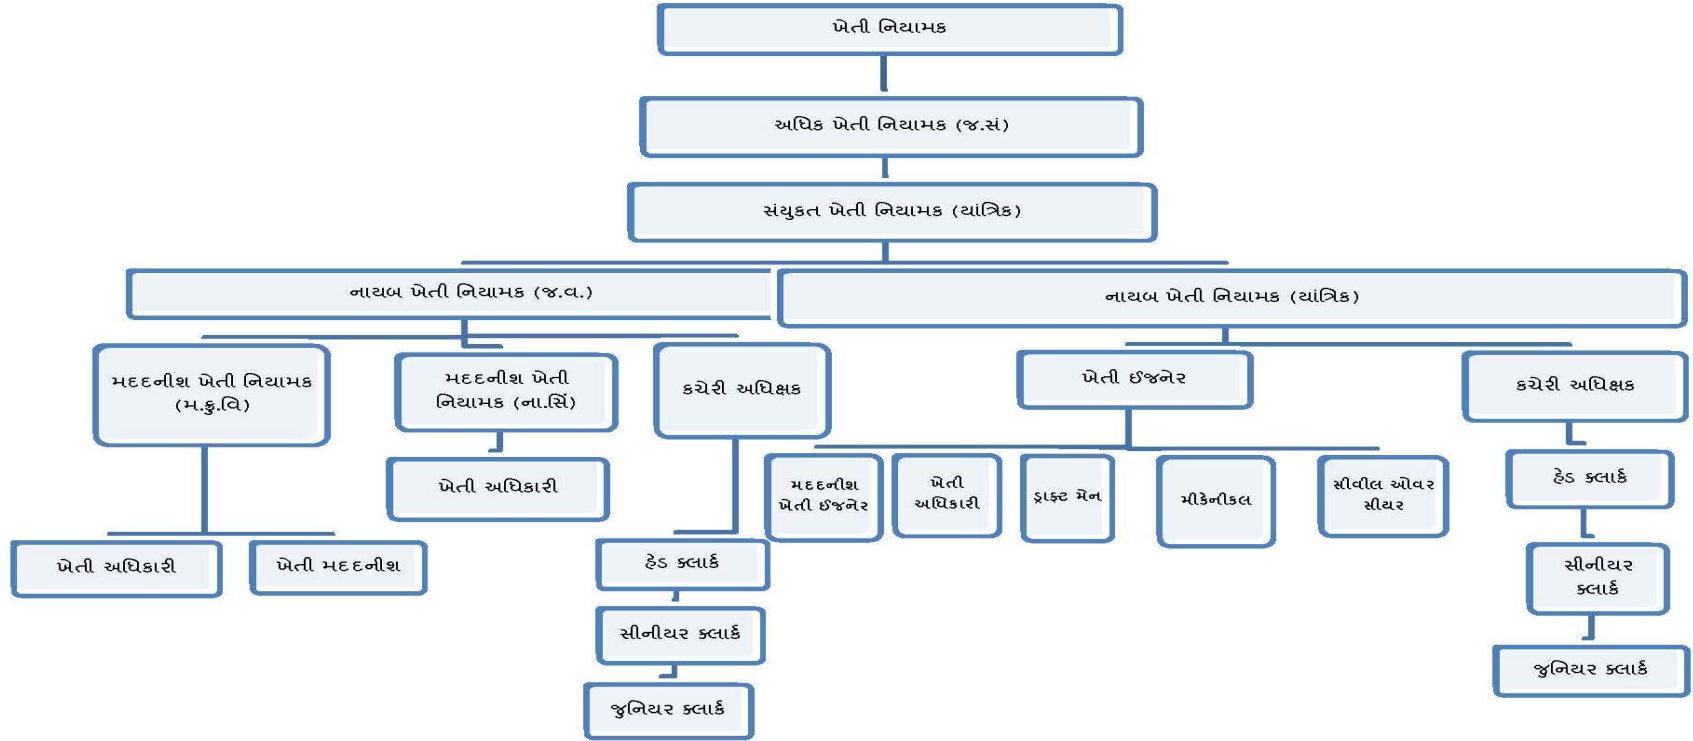 ખેતી નિયામક
અધિક ખેતી નિયામક (જ.સં)
સંયુકત ખેતી નિયામક (યાંત્રિક)
નાયબ ખેતી નિયામક (જ.વ.)
નાયબ ખેતી નિયામક (યાંત્રિક)
મદદનીશ ખેતી નિયામક
(મ.ક્રુ.વિ)
મદદનીશ ખેતી
નિયામક (ના.સિં)
કચેરી અધિક્ષક
ખેતી ઈજનેર
કચેરી અધિક્ષક
ખેતી અધિકારી
મદદનીશ
ખેતી ઈજનેર
ખેતી
અધિકારી
ડ્રાફ્ટ મેન
મીકેનીકલ
સીવીલ ઓવર
સીયર
હેડ ક્લાર્ક
ખેતી અધિકારી
ખેતી મદદનીશ
હેડ ક્લાર્ક
સીનીયર
ક્લાર્ક
સીનીયર ક્લાર્ક
જુનિયર ક્લાર્ક
જુનિયર ક્લાર્ક